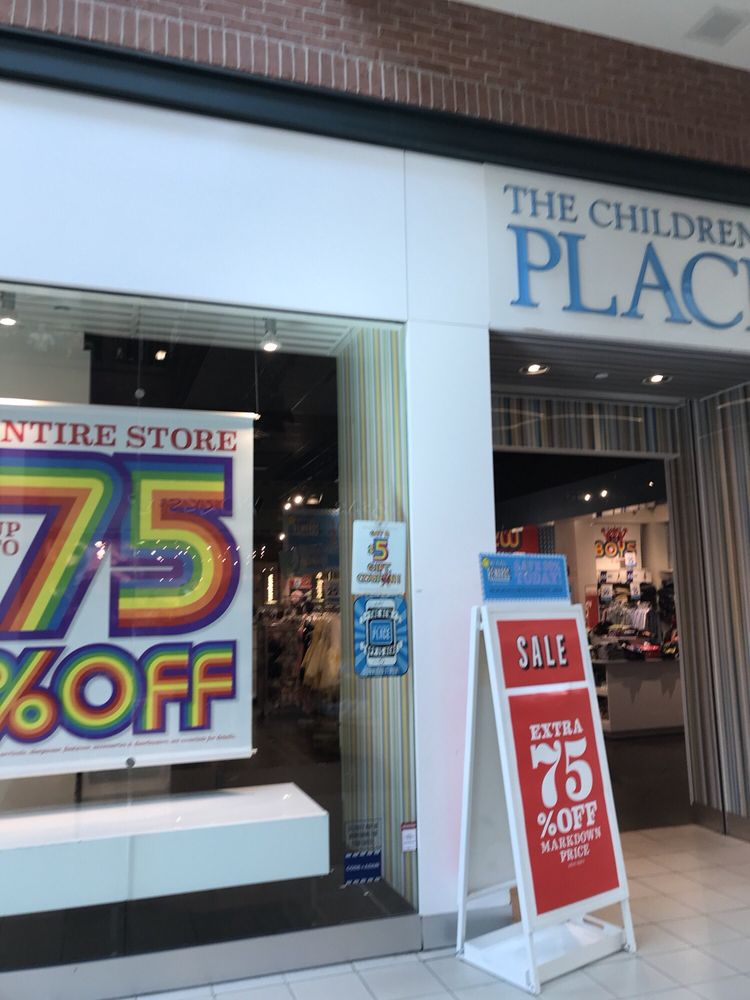 THE CHILDREN
PLAC
NTIRE STORE
UP
TO
75
%OFF
$5
GIFT
PLACE
SALE
EXTRA
75
%OFF
MARKDOWN
PRICE
TODAY!
BOYS